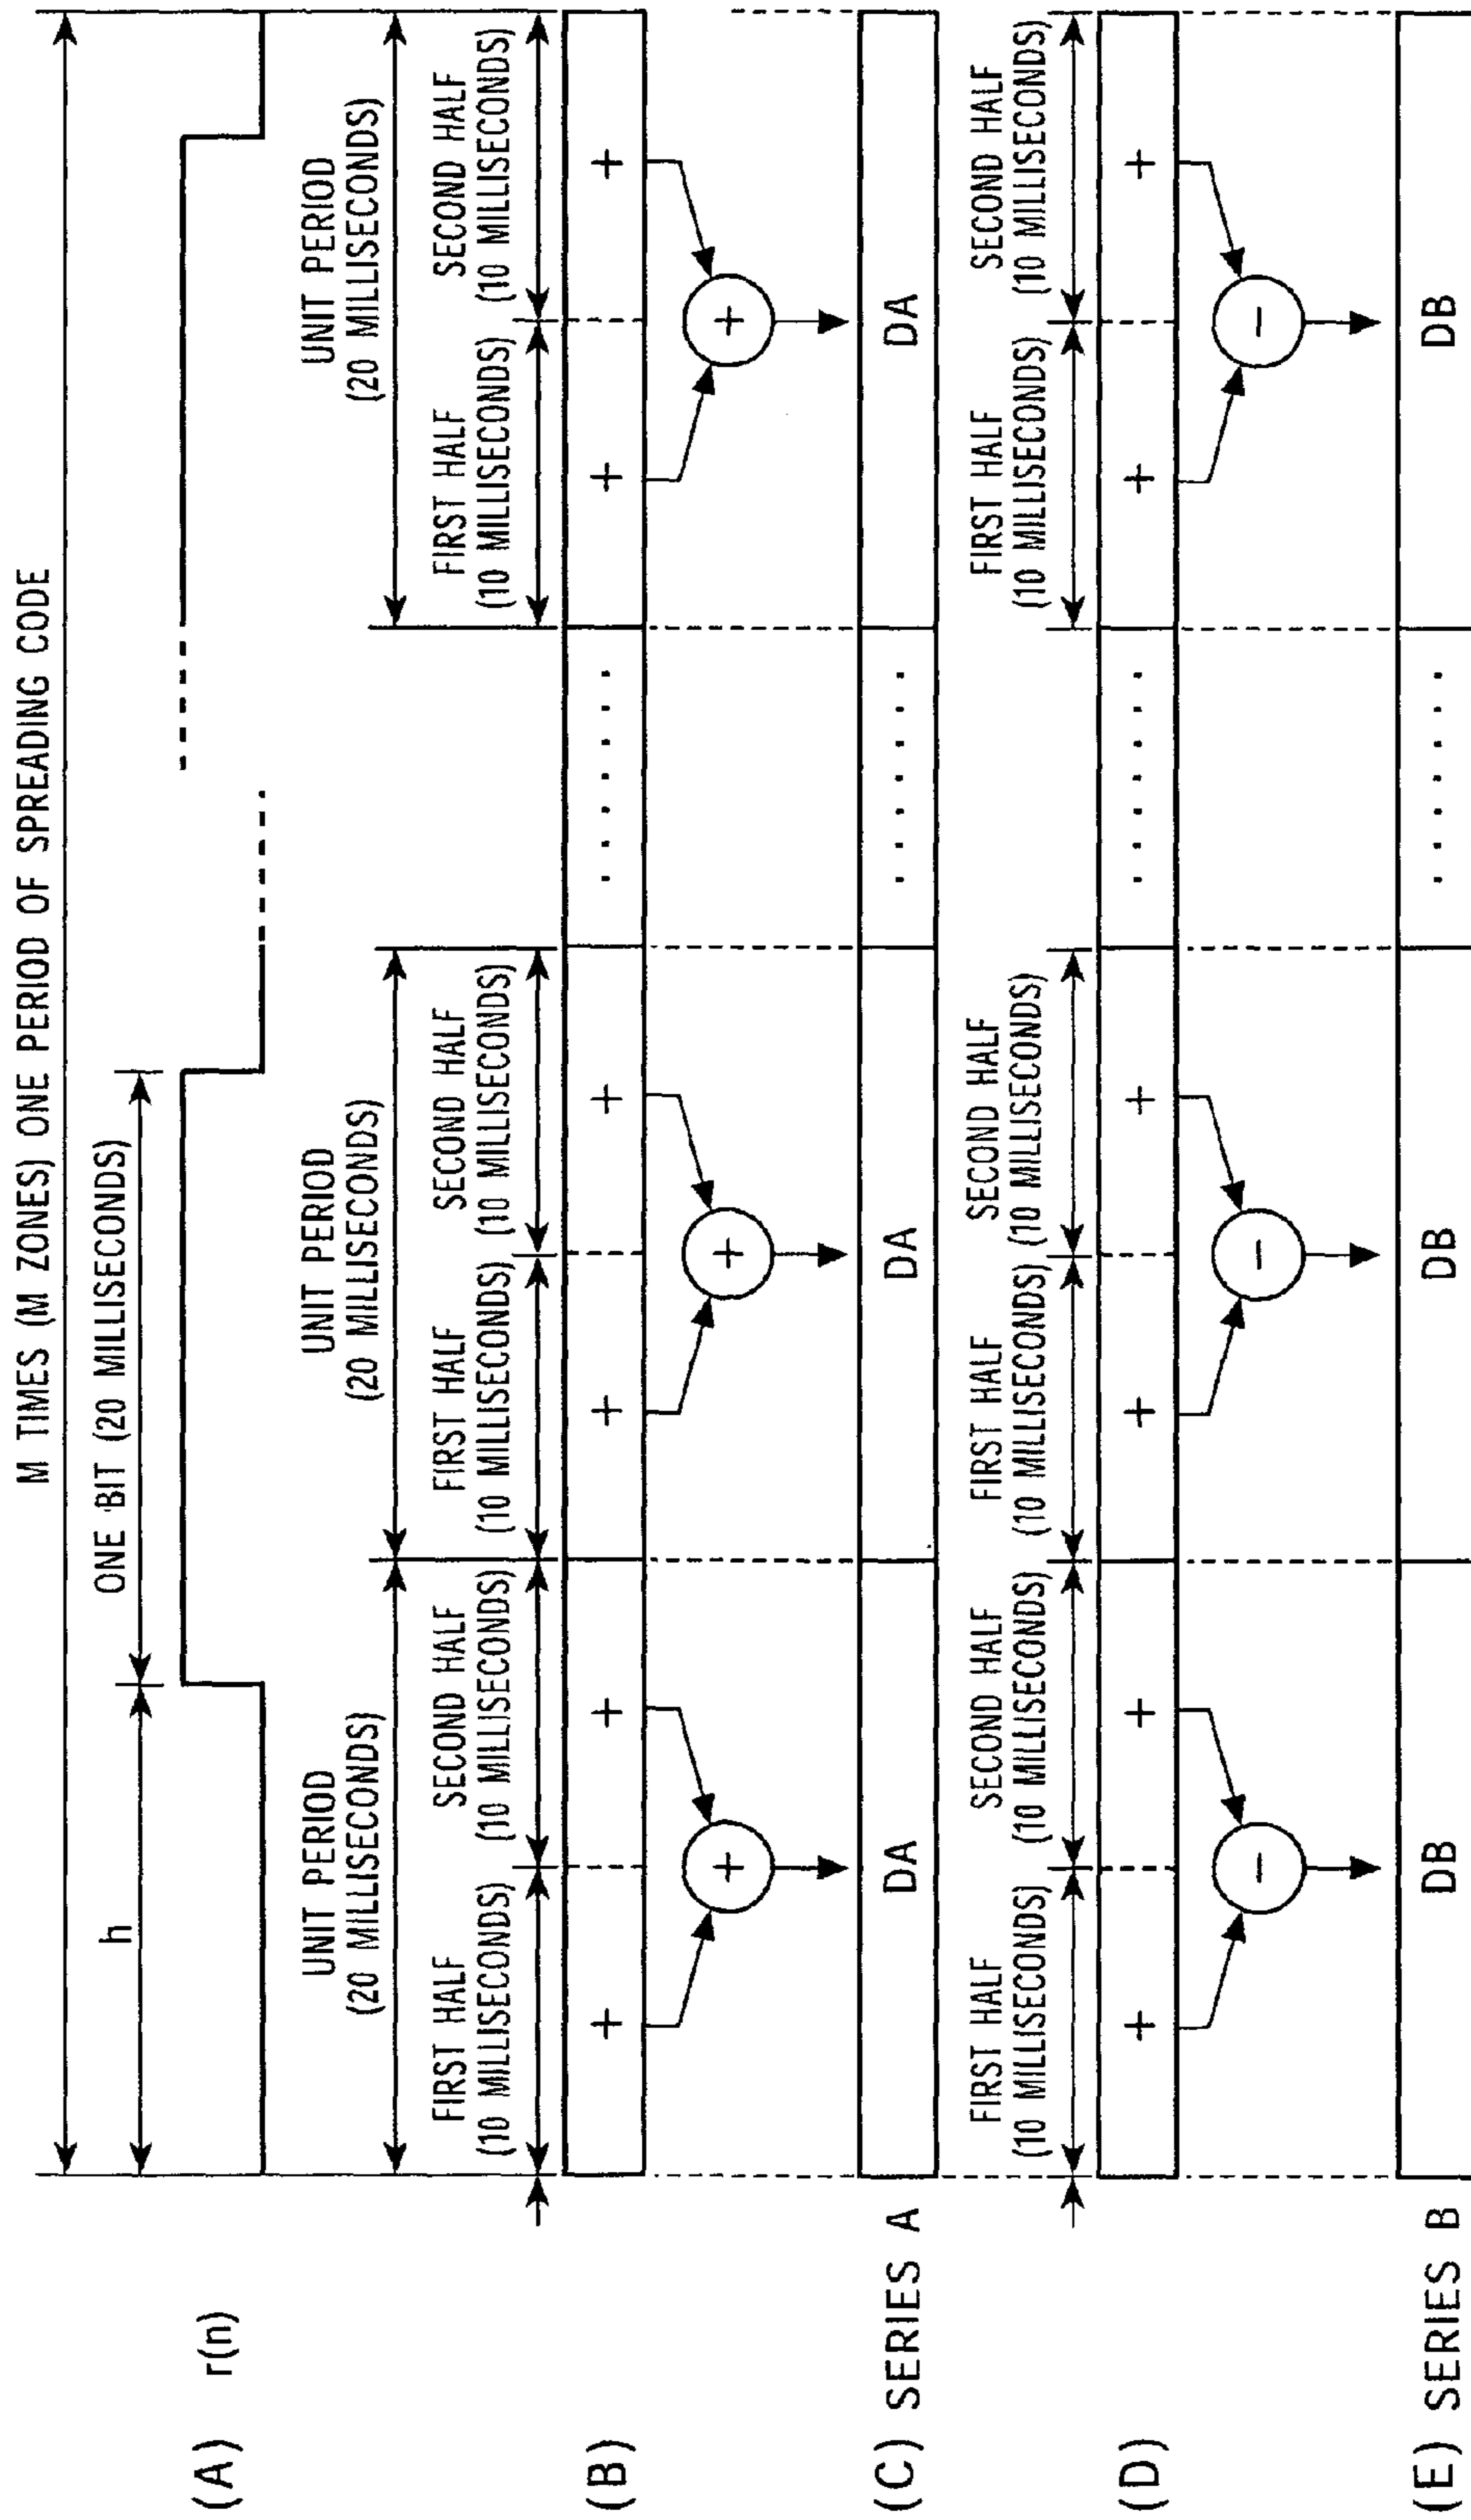 M TIMES (M ZONES) ONE PERIOD OF SPREADING CODE
h
ONE BIT (20 MILLISECONDS)
(A) r(n)
UNIT PERIOD
(20 MILLISECONDS)
UNIT PERIOD
(20 MILLISECONDS)
UNIT PERIOD
(20 MILLISECONDS)
FIRST HALF
(10 MILLISECONDS)
SECOND HALF
(10 MILLISECONDS)
FIRST HALF
(10 MILLISECONDS)
SECOND HALF
(10 MILLISECONDS)
FIRST HALF
(10 MILLISECONDS)
SECOND HALF
(10 MILLISECONDS)
(B) + + + + ······· + +
+ + +
(C) SERIES A DA DA ······· DA
FIRST HALF
(10 MILLISECONDS)
SECOND HALF
(10 MILLISECONDS)
FIRST HALF
(10 MILLISECONDS)
SECOND HALF
(10 MILLISECONDS)
FIRST HALF
(10 MILLISECONDS)
SECOND HALF
(10 MILLISECONDS)
(D) + + + + ······· + +
− − −
(E) SERIES B DB DB ······· DB